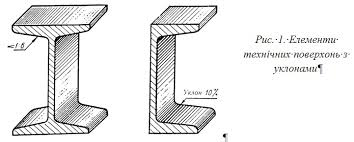 <1:6
Уклон 10%
Рис.·1.·Елементи·
технічних·поверхонь·з·
уклонами¶
¶